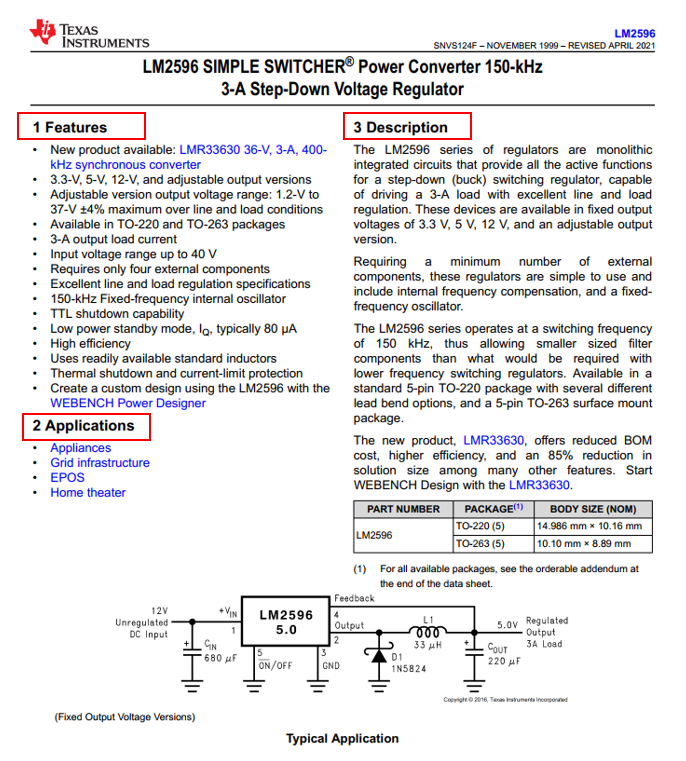 TEXAS
INSTRUMENTS
LM2596
SNVS124F – NOVEMBER 1999 – REVISED APRIL 2021
LM2596 SIMPLE SWITCHER® Power Converter 150-kHz
3-A Step-Down Voltage Regulator
1 Features
• New product available: LMR33630 36-V, 3-A, 400-
kHz synchronous converter
• 3.3-V, 5-V, 12-V, and adjustable output versions
• Adjustable version output voltage range: 1.2-V to
37-V ±4% maximum over line and load conditions
• Available in TO-220 and TO-263 packages
• 3-A output load current
• Input voltage range up to 40 V
• Requires only four external components
• Excellent line and load regulation specifications
• 150-kHz Fixed-frequency internal oscillator
• TTL shutdown capability
• Low power standby mode, IQ, typically 80 μA
• High efficiency
• Uses readily available standard inductors
• Thermal shutdown and current-limit protection
• Create a custom design using the LM2596 with the
WEBENCH Power Designer
2 Applications
• Appliances
• Grid infrastructure
• EPOS
• Home theater
3 Description
The LM2596 series of regulators are monolithic
integrated circuits that provide all the active functions
for a step-down (buck) switching regulator, capable
of driving a 3-A load with excellent line and load
regulation. These devices are available in fixed output
voltages of 3.3 V, 5 V, 12 V, and an adjustable output
version.
Requiring a minimum number of external
components, these regulators are simple to use and
include internal frequency compensation, and a fixed-
frequency oscillator.
The LM2596 series operates at a switching frequency
of 150 kHz, thus allowing smaller sized filter
components than what would be required with
lower frequency switching regulators. Available in a
standard 5-pin TO-220 package with several different
lead bend options, and a 5-pin TO-263 surface mount
package.
The new product, LMR33630, offers reduced BOM
cost, higher efficiency, and an 85% reduction in
solution size among many other features. Start
WEBENCH Design with the LMR33630.
PART NUMBER PACKAGE(1) BODY SIZE (NOM)
LM2596 TO-220 (5) 14.986 mm × 10.16 mm
TO-263 (5) 10.10 mm × 8.89 mm
(1) For all available packages, see the orderable addendum at
the end of the data sheet.
12V
Unregulated
DC Input
+VIN
1
CIN
680 μF
LM2596
5.0
5
ON/OFF
3
GND
Feedback
4
Output
2
D1
1N5824
L1
33 μH
COUT
220 μF
5.0V
Regulated
Output
3A Load
Copyright © 2016, Texas Instruments Incorporated
(Fixed Output Voltage Versions)
Typical Application